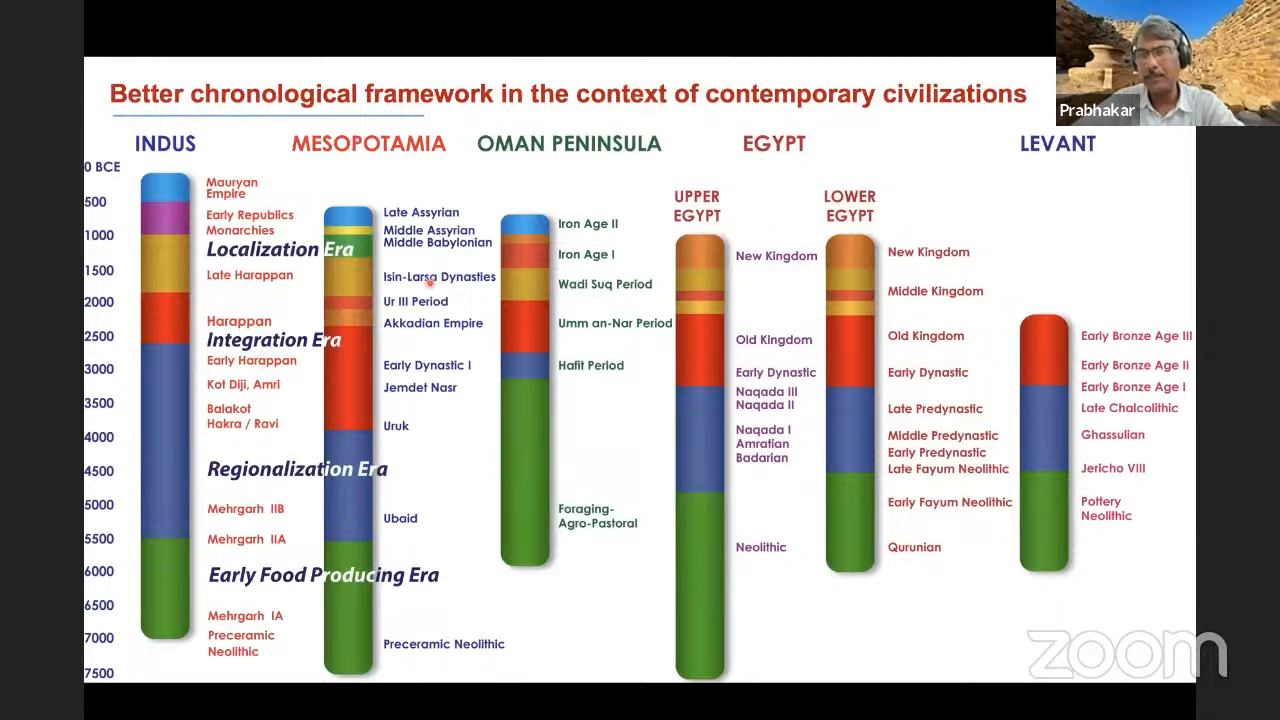 Better chronological framework in the context of contemporary civilizations
Prabhakar
INDUS
MESOPOTAMIA
OMAN PENINSULA
EGYPT
LEVANT
UPPER
EGYPT
LOWER
EGYPT
0 BCE
500
1000
1500
2000
2500
3000
3500
4000
4500
5000
5500
6000
6500
7000
7500
Mauryan
Empire
Early Republics
Monarchies
Localization Era
Late Harappan
Harappan
Integration Era
Early Harappan
Kot Diji, Amri
Balakot
Hakra / Ravi
Regionalization Era
Mehrgarh IIB
Mehrgarh IIA
Early Food Producing Era
Mehrgarh IA
Preceramic
Neolithic
Late Assyrian
Middle Assyrian
Middle Babylonian
Isin-Larsa Dynasties
Ur III Period
Akkadian Empire
Early Dynastic I
Jemdet Nasr
Uruk
Ubaid
Preceramic Neolithic
Iron Age II
Iron Age I
Wadi Suq Period
Umm an-Nar Period
Hafit Period
Foraging-
Agro-Pastoral
New Kingdom
Old Kingdom
Early Dynastic
Naqada III
Naqada II
Naqada I
Amratian
Badarian
Neolithic
New Kingdom
Middle Kingdom
Old Kingdom
Early Dynastic
Late Predynastic
Middle Predynastic
Early Predynastic
Late Fayum Neolithic
Early Fayum Neolithic
Qurunian
Early Bronze Age III
Early Bronze Age II
Early Bronze Age I
Late Chalcolithic
Ghassulian
Jericho VIII
Pottery
Neolithic
zoom